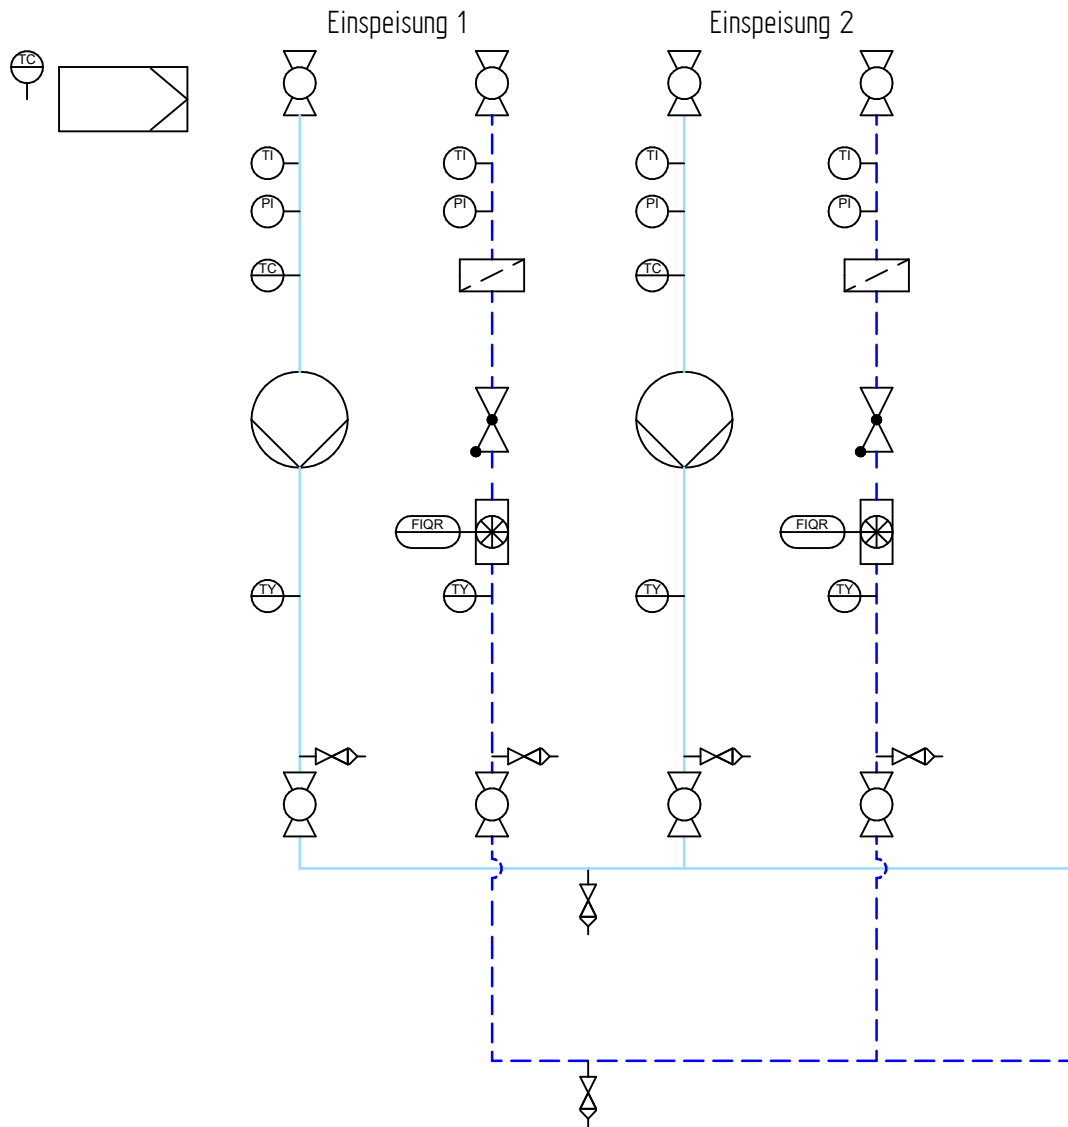 Einspeisung 1 Einspeisung 2
TC
TI TI TI TI
PI PI PI PI
TC TC
FIQR FIQR
TY TY TY TY